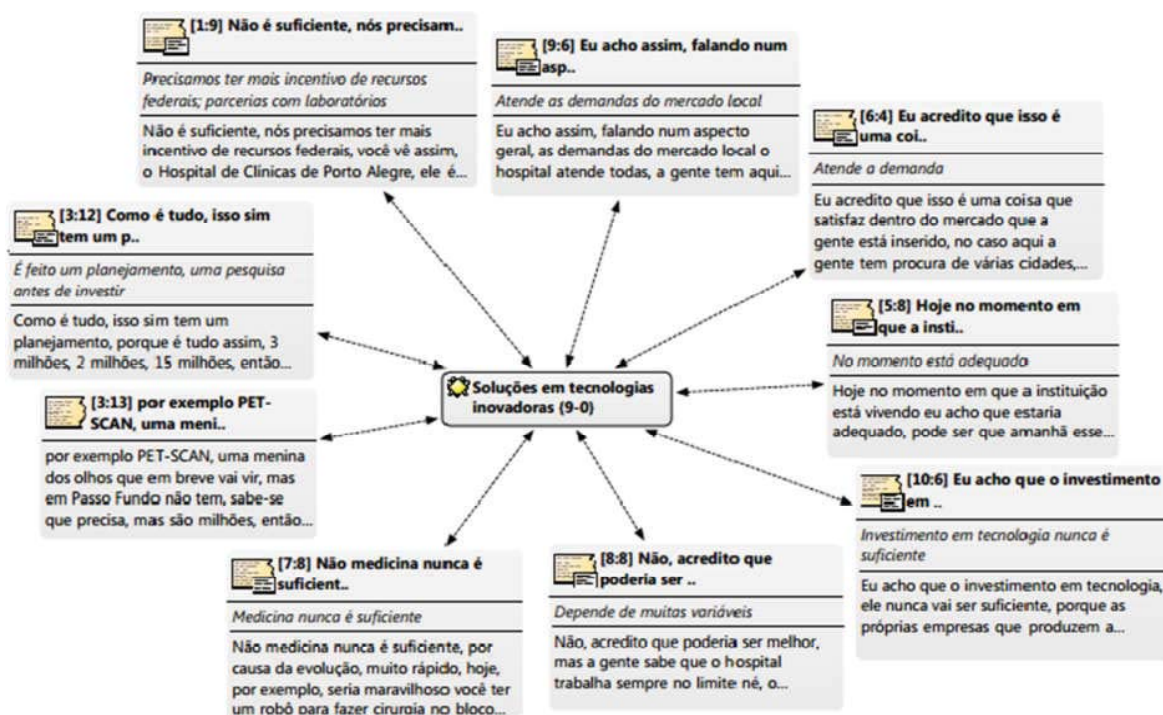 [1:9] Não é suficiente, nós precisam..
Precisamos ter mais incentivo de recursos
federais; parcerias com laboratórios
Não é suficiente, nós precisamos ter mais
incentivo de recursos federais, você vê assim,
o Hospital de Clínicas de Porto Alegre, ele é...
[9:6] Eu acho assim, falando num
asp..
Atende as demandas do mercado local
Eu acho assim, falando num aspecto
geral, as demandas do mercado local o
hospital atende todas, a gente tem aqui...
[6:4] Eu acredito que isso é
uma coi..
Atende a demanda
Eu acredito que isso é uma coisa que
satisfaz dentro do mercado que a
gente está inserido, no caso aqui a
gente tem procura de várias cidades,...
[3:12] Como é tudo, isso sim
tem um p..
É feito um planejamento, uma pesquisa
antes de investir
Como é tudo, isso sim tem um
planejamento, porque é tudo assim, 3
milhões, 2 milhões, 15 milhões, então...
[5:8] Hoje no momento em
que a insti..
No momento está adequado
Hoje no momento em que a instituição
está vivendo eu acho que estaria
adequado, pode ser que amanhã esse...
Soluções em tecnologias
inovadoras (9-0)
[3:13] por exemplo PET-
SCAN, uma meni..
por exemplo PET-SCAN, uma menina
dos olhos que em breve vai vir, mas
em Passo Fundo não tem, sabe-se
que precisa, mas são milhões, então...
[10:6] Eu acho que o investimento
em ..
Investimento em tecnologia nunca é
suficiente
Eu acho que o investimento em tecnologia,
ele nunca vai ser suficiente, porque as
próprias empresas que produzem a...
[7:8] Não medicina nunca é
suficient..
Medicina nunca é suficiente
Não medicina nunca é suficiente, por
causa da evolução, muito rápido, hoje,
por exemplo, seria maravilhoso você ter
um robô para fazer cirurgia no bloco...
[8:8] Não, acredito que
poderia ser ..
Depende de muitas variáveis
Não, acredito que poderia ser melhor,
mas a gente sabe que o hospital
trabalha sempre no limite né, o...